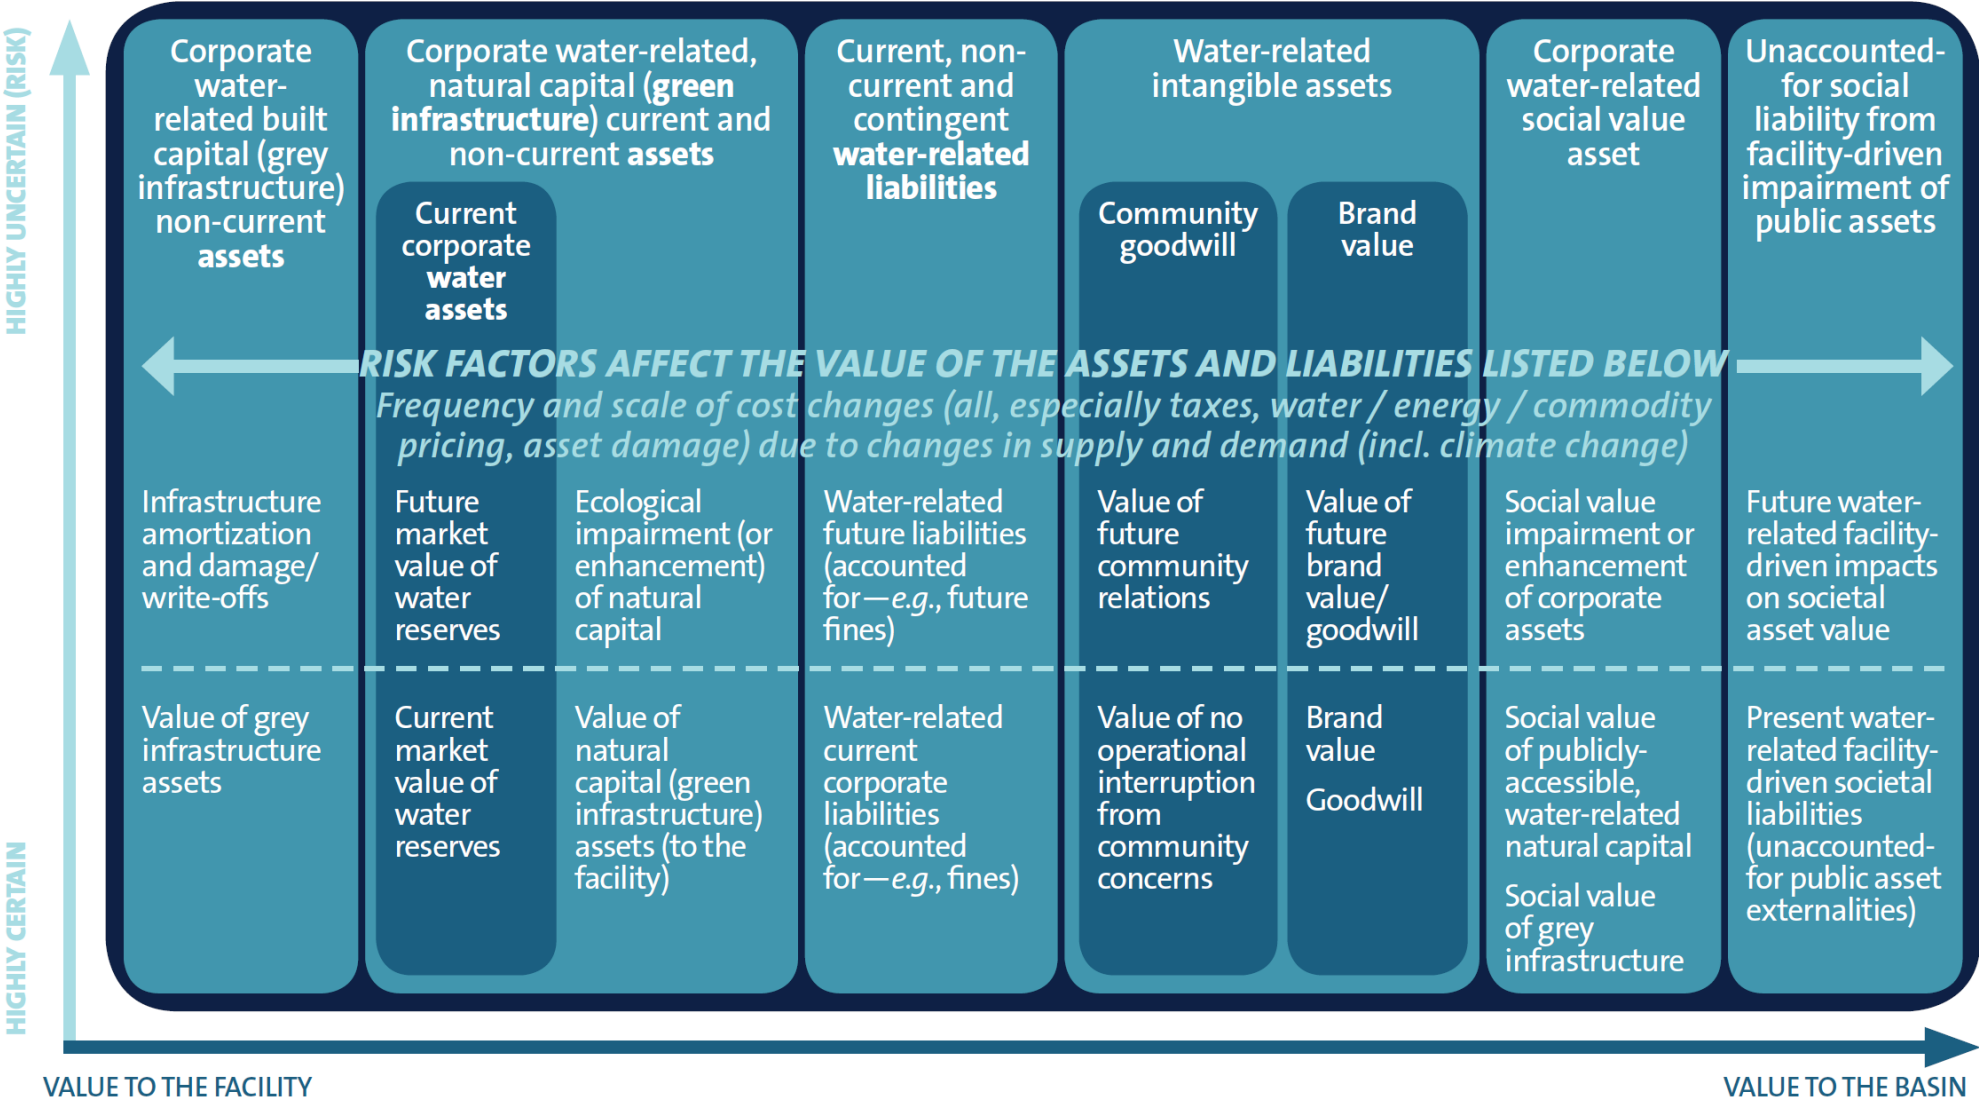 HIGHLY UNCERTAIN (RISK)
HIGHLY CERTAIN
Corporate
water-
related built
capital (grey
infrastructure)
non-current
assets
Corporate water-related,
natural capital (green
infrastructure) current and
non-current assets
Current
corporate
water
assets
Current, non-
current and
contingent
water-related
liabilities
Water-related
intangible assets
Community
goodwill
Brand
value
Corporate
water-related
social value
asset
Unaccounted-
for social
liability from
facility-driven
impairment of
public assets
RISK FACTORS AFFECT THE VALUE OF THE ASSETS AND LIABILITIES LISTED BELOW
Frequency and scale of cost changes (all, especially taxes, water / energy / commodity
pricing, asset damage) due to changes in supply and demand (incl. climate change)
Infrastructure
amortization
and damage/
write-offs
Future
market
value of
water
reserves
Ecological
impairment (or
enhancement)
of natural
capital
Water-related
future liabilities
(accounted
for—e.g., future
fines)
Value of
future
community
relations
Value of
future
brand
value/
goodwill
Social value
impairment or
enhancement
of corporate
assets
Future water-
related facility-
driven impacts
on societal
asset value
Value of grey
infrastructure
assets
Current
market
value of
water
reserves
Value of
natural
capital (green
infrastructure)
assets (to the
facility)
Water-related
current
corporate
liabilities
(accounted
for—e.g., fines)
Value of no
operational
interruption
from
community
concerns
Brand
value
Goodwill
Social value
of publicly-
accessible,
water-related
natural capital
Social value
of grey
infrastructure
Present water-
related facility-
driven societal
liabilities
(unaccounted-
for public asset
externalities)
VALUE TO THE FACILITY
VALUE TO THE BASIN